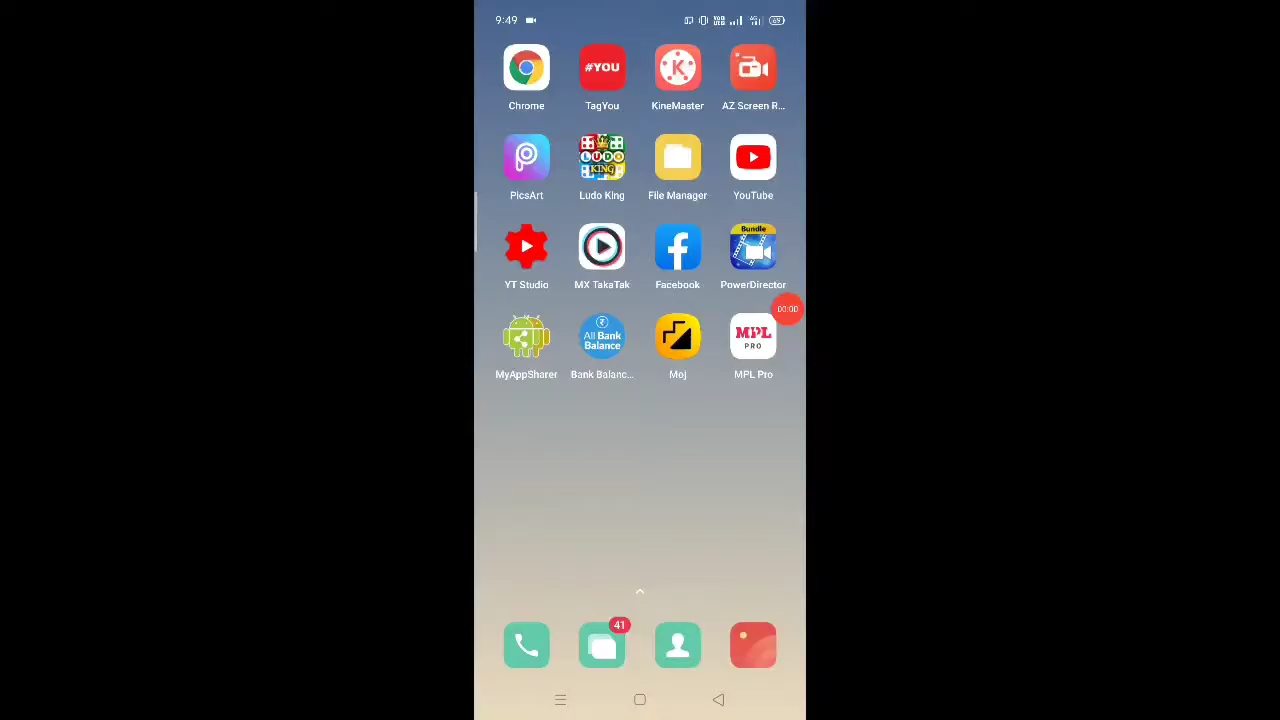 9:49
69
Chrome
#YOU
TagYou
K
KineMaster
AZ Screen R...
PicsArt
LUDO
KING
Ludo King
File Manager
YouTube
YT Studio
MX TakaTak
Facebook
Bundle
PowerDirector
00:00
MyAppSharer
All Bank
Balance
Bank Balanc...
Moj
MPL
PRO
MPL Pro
41